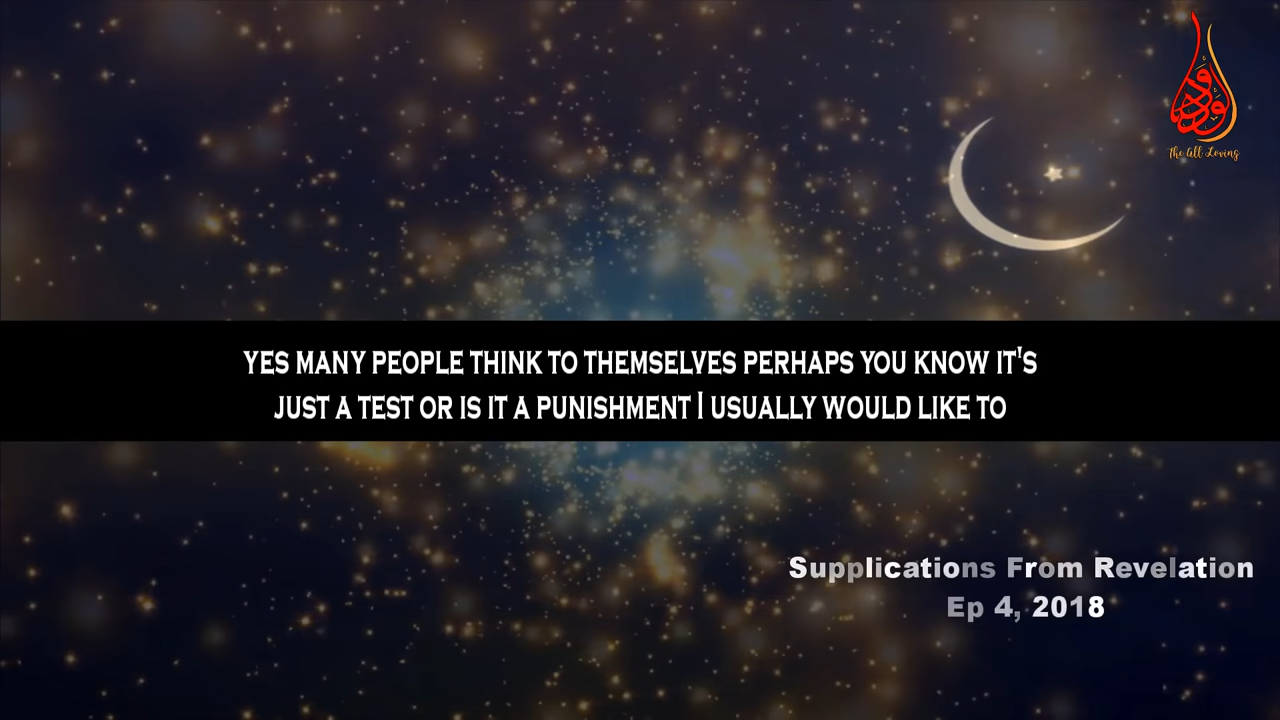 الودود
The All Loving
YES MANY PEOPLE THINK TO THEMSELVES PERHAPS YOU KNOW IT'S
JUST A TEST OR IS IT A PUNISHMENT I USUALLY WOULD LIKE TO
Supplications From Revelation
Ep 4, 2018